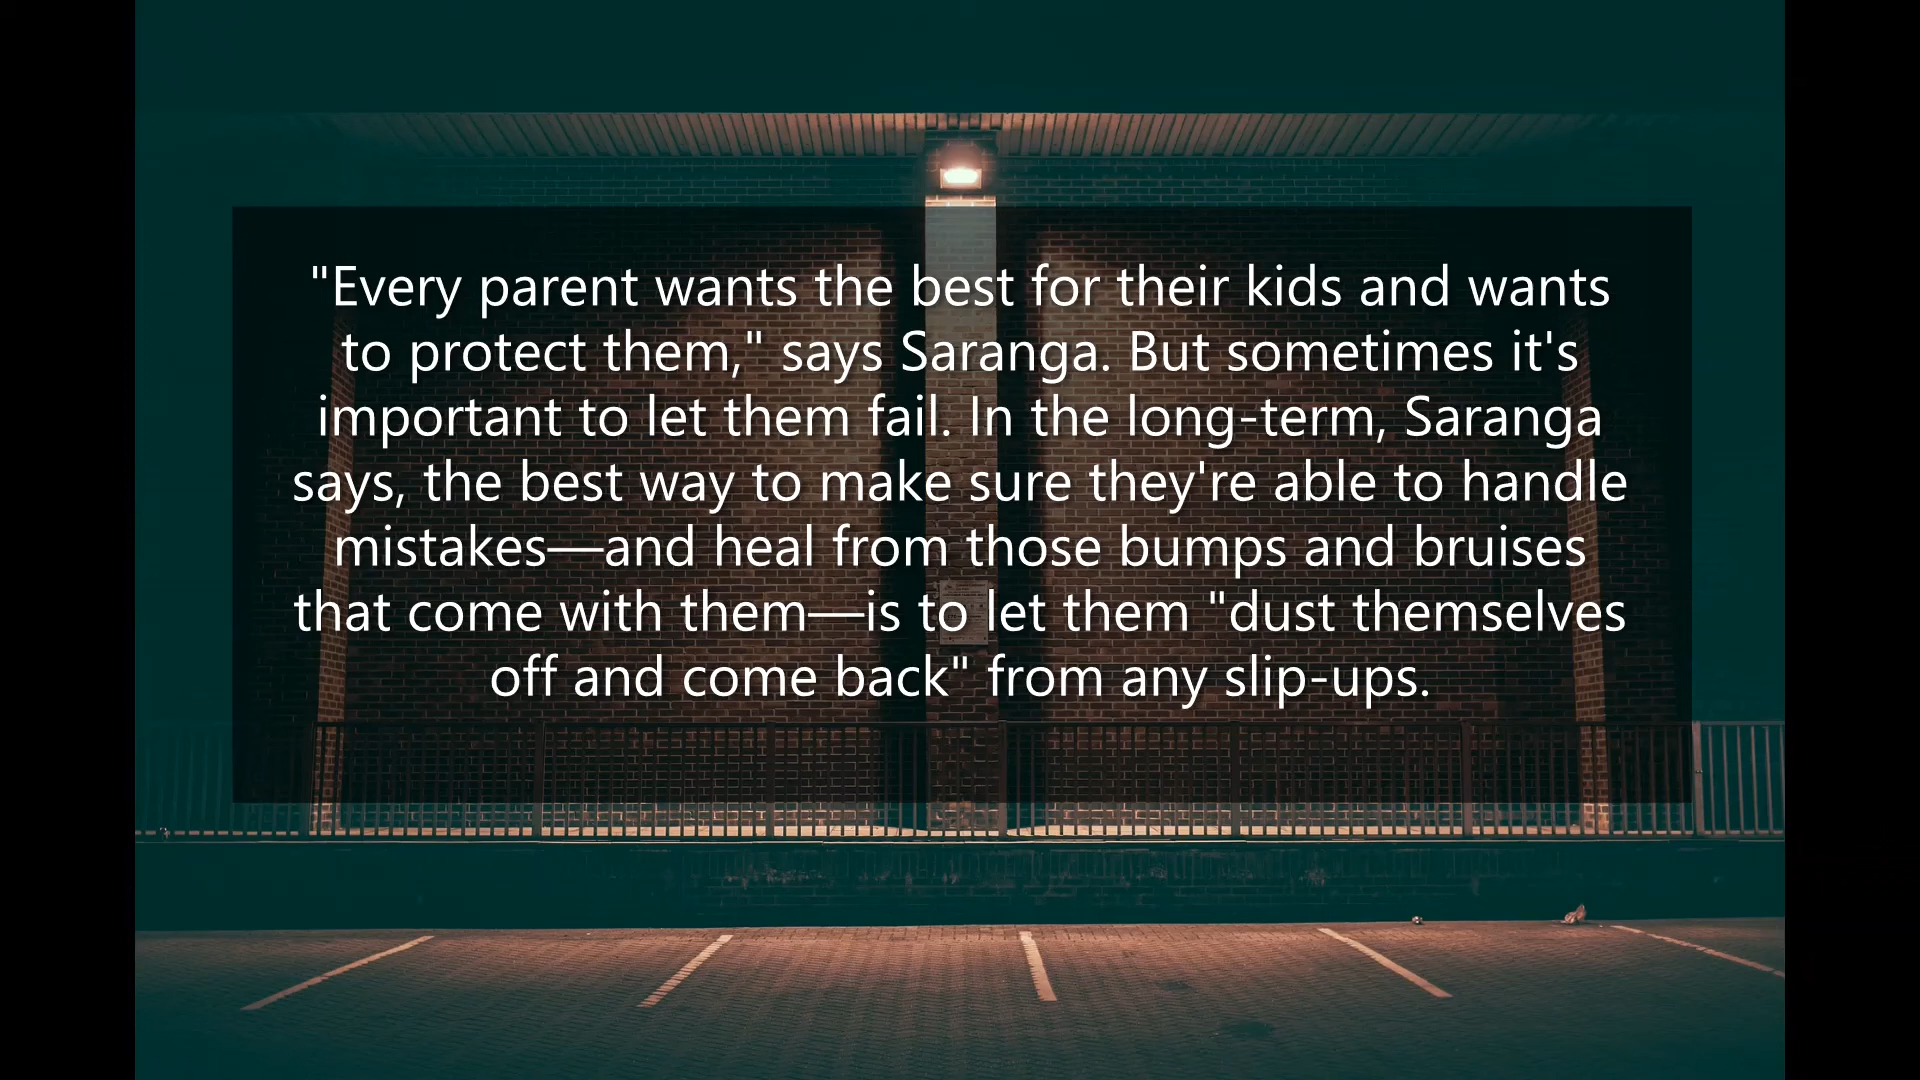 "Every parent wants the best for their kids and wants
to protect them," says Saranga. But sometimes it's
important to let them fail. In the long-term, Saranga
says, the best way to make sure they're able to handle
mistakes—and heal from those bumps and bruises
that come with them—is to let them "dust themselves
off and come back" from any slip-ups.